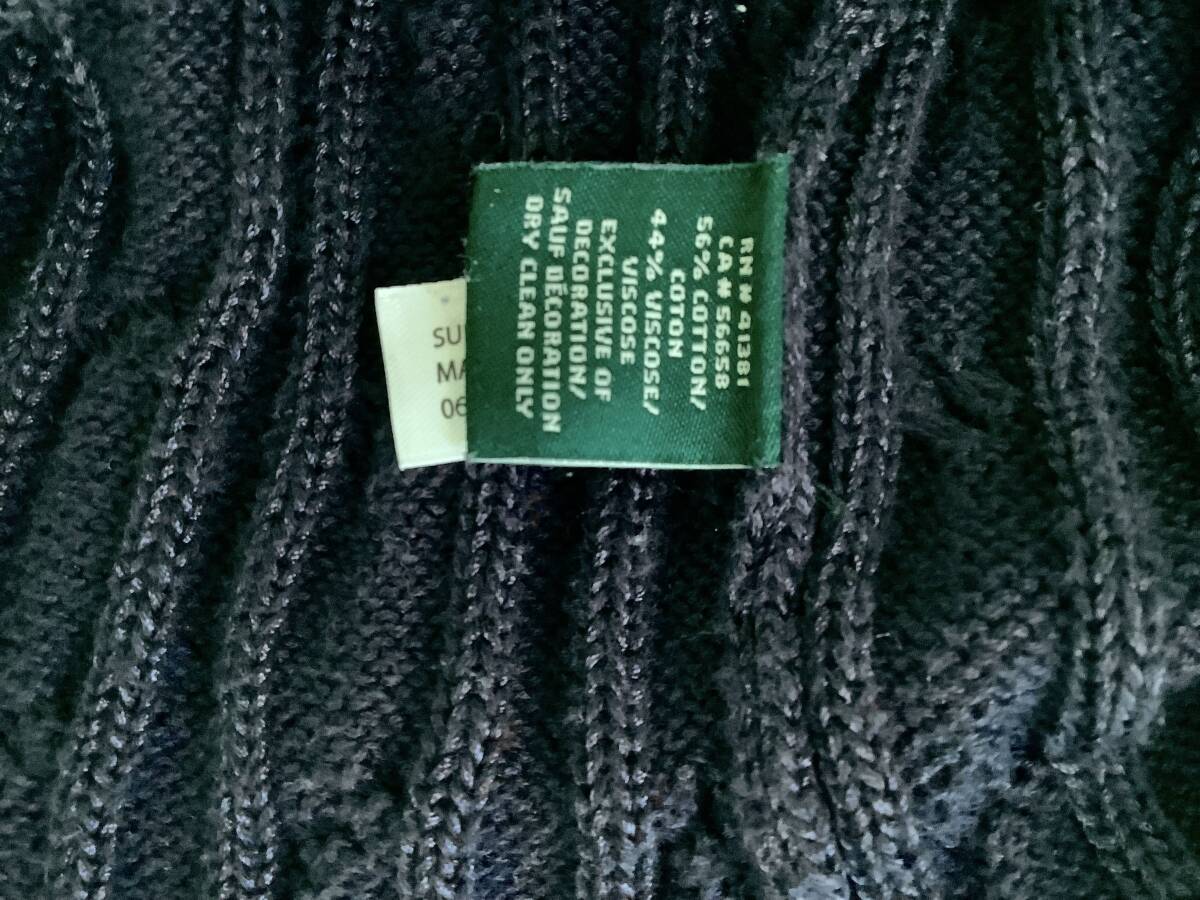 RN # 41381
CA # 56658
56% COTTON/
COTON
44% VISCOSE/
VISCOSE
EXCLUSIVE OF
DECORATION/
SAUF DÉCORATION
DRY CLEAN ONLY
SU
MA
06